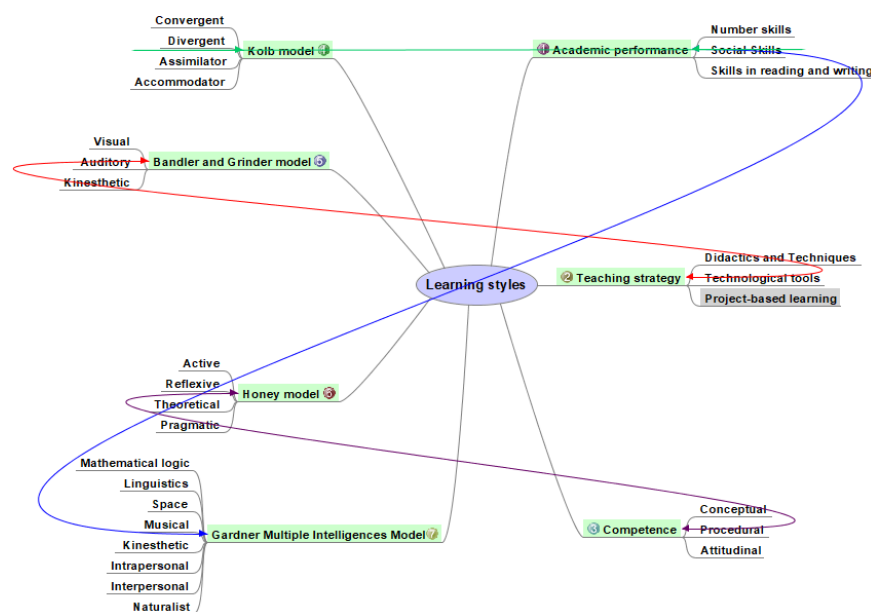 Convergent
Divergent
Assimilator
Accommodator
Kolb model
Academic performance
Number skills
Social Skills
Skills in reading and writing
Visual
Auditory
Kinesthetic
Bandler and Grinder model
Learning styles
Teaching strategy
Didactics and Techniques
Technological tools
Project-based learning
Active
Reflexive
Theoretical
Pragmatic
Honey model
Mathematical logic
Linguistics
Space
Musical
Kinesthetic
Intrapersonal
Interpersonal
Naturalist
Gardner Multiple Intelligences Model
Competence
Conceptual
Procedural
Attitudinal